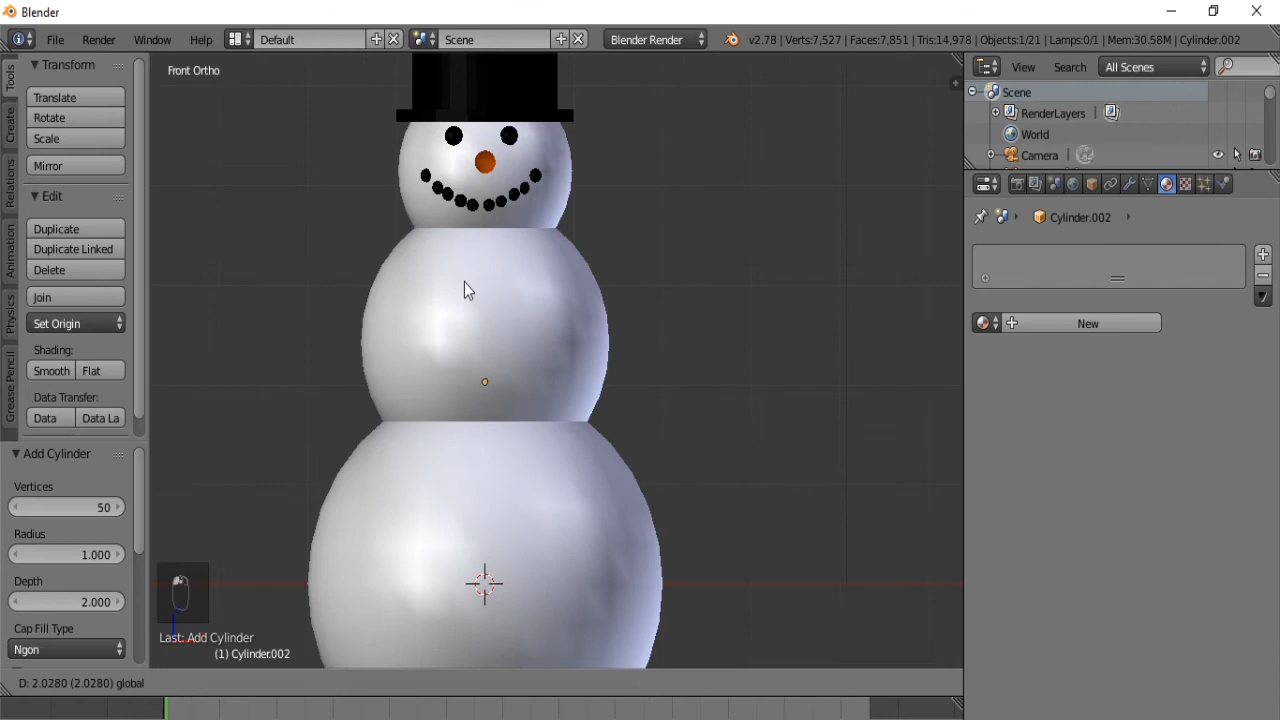 Blender
File Render Window Help Default Scene Blender Render v2.78 | Verts:7,527 | Faces:7,851 | Tris:14,978 | Objects:1/21 | Lamps:0/1 | Mem:30.58M | Cylinder.002
Tools
Create
Relations
Animation
Physics
Grease Pencil
Transform
Translate
Rotate
Scale
Mirror
Edit
Duplicate
Duplicate Linked
Delete
Join
Set Origin
Shading:
Smooth Flat
Data Transfer:
Data Data La
Add Cylinder
Vertices
50
Radius
1.000
Depth
2.000
Cap Fill Type
Ngon
Front Ortho
Last: Add Cylinder
(1) Cylinder.002
D: 2.0280 (2.0280) global
View Search All Scenes
Scene
RenderLayers
World
Camera
Cylinder.002
New